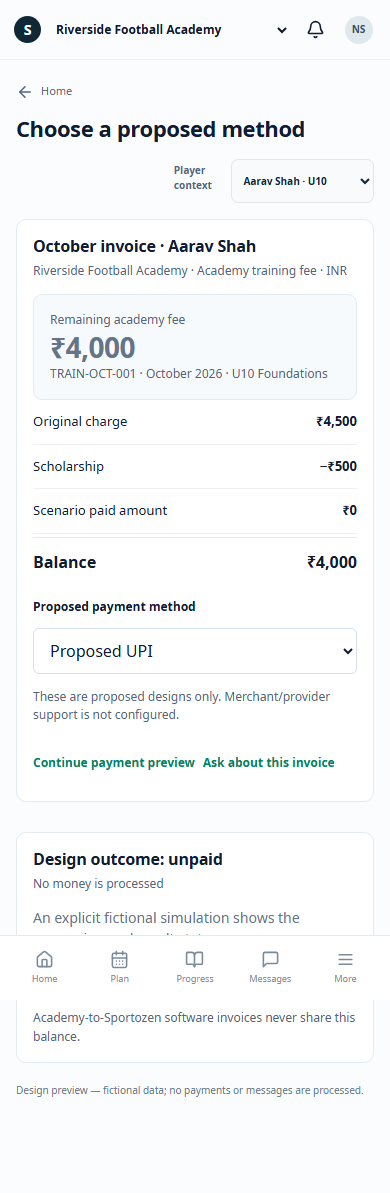 S Riverside Football Academy NS
Home
Choose a proposed method
Player
context
Aarav Shah · U10
October invoice · Aarav Shah
Riverside Football Academy · Academy training fee · INR
Remaining academy fee
₹4,000
TRAIN-OCT-001 · October 2026 · U10 Foundations
Original charge ₹4,500
Scholarship −₹500
Scenario paid amount ₹0
Balance ₹4,000
Proposed payment method
Proposed UPI
These are proposed designs only. Merchant/provider
support is not configured.
Continue payment preview Ask about this invoice
Design outcome: unpaid
No money is processed
An explicit fictional simulation shows the
Home Plan Progress Messages More
Academy-to-Sportozen software invoices never share this
balance.
Design preview — fictional data; no payments or messages are processed.